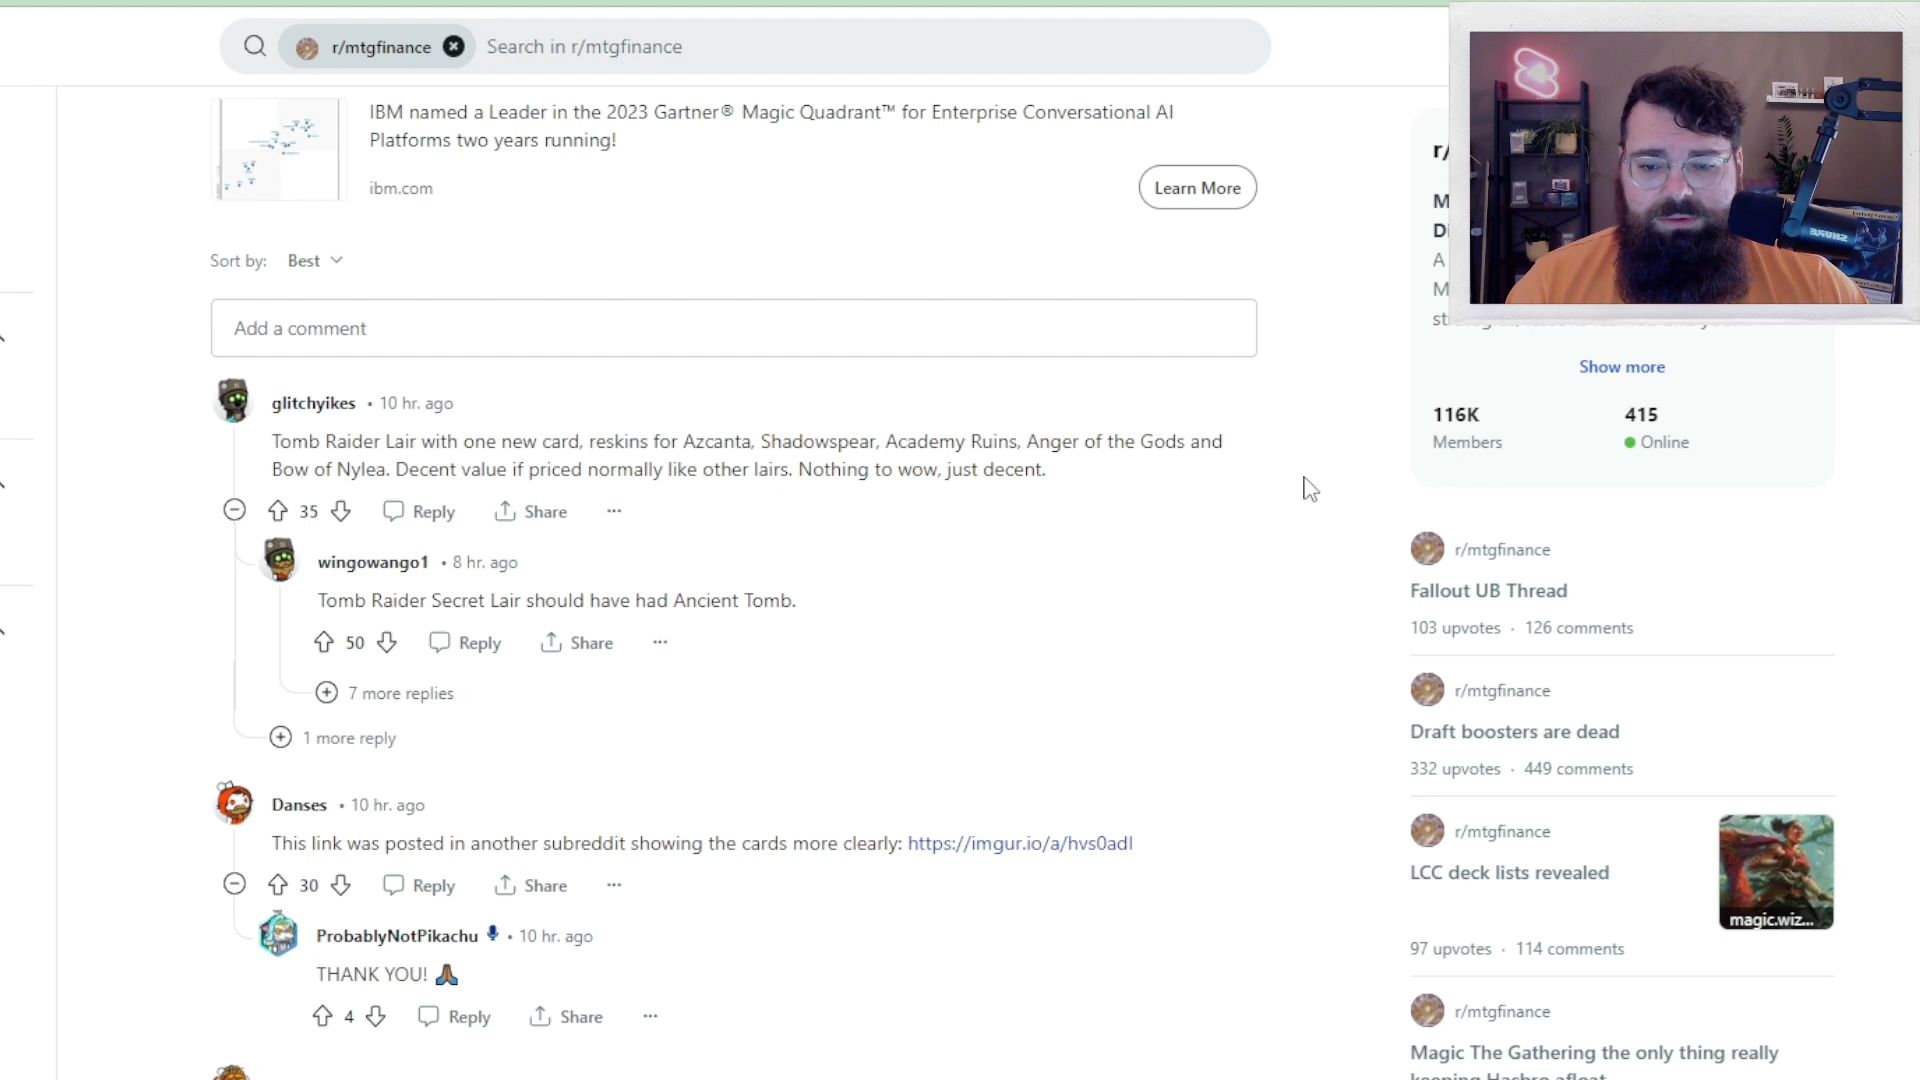 r/mtgfinance
Search in r/mtgfinance
IBM named a Leader in the 2023 Gartner® Magic Quadrant™ for Enterprise Conversational AI
Platforms two years running!
ibm.com
Learn More
Sort by: Best
Add a comment
glitchyikes • 10 hr. ago
Tomb Raider Lair with one new card, reskins for Azcanta, Shadowspear, Academy Ruins, Anger of the Gods and
Bow of Nylea. Decent value if priced normally like other lairs. Nothing to wow, just decent.
35 Reply Share ...
wingowango1 • 8 hr. ago
Tomb Raider Secret Lair should have had Ancient Tomb.
50 Reply Share ...
7 more replies
1 more reply
Danses • 10 hr. ago
This link was posted in another subreddit showing the cards more clearly: https://imgur.io/a/hvs0adl
30 Reply Share ...
ProbablyNotPikachu • 10 hr. ago
THANK YOU! 🙏🏾
4 Reply Share ...
r/
M
Di
A
M
SHURE
Show more
116K
Members
415
Online
r/mtgfinance
Fallout UB Thread
103 upvotes · 126 comments
r/mtgfinance
Draft boosters are dead
332 upvotes · 449 comments
r/mtgfinance
LCC deck lists revealed
magic.wiz...
97 upvotes · 114 comments
r/mtgfinance
Magic The Gathering the only thing really
keeping Hasbro afloat